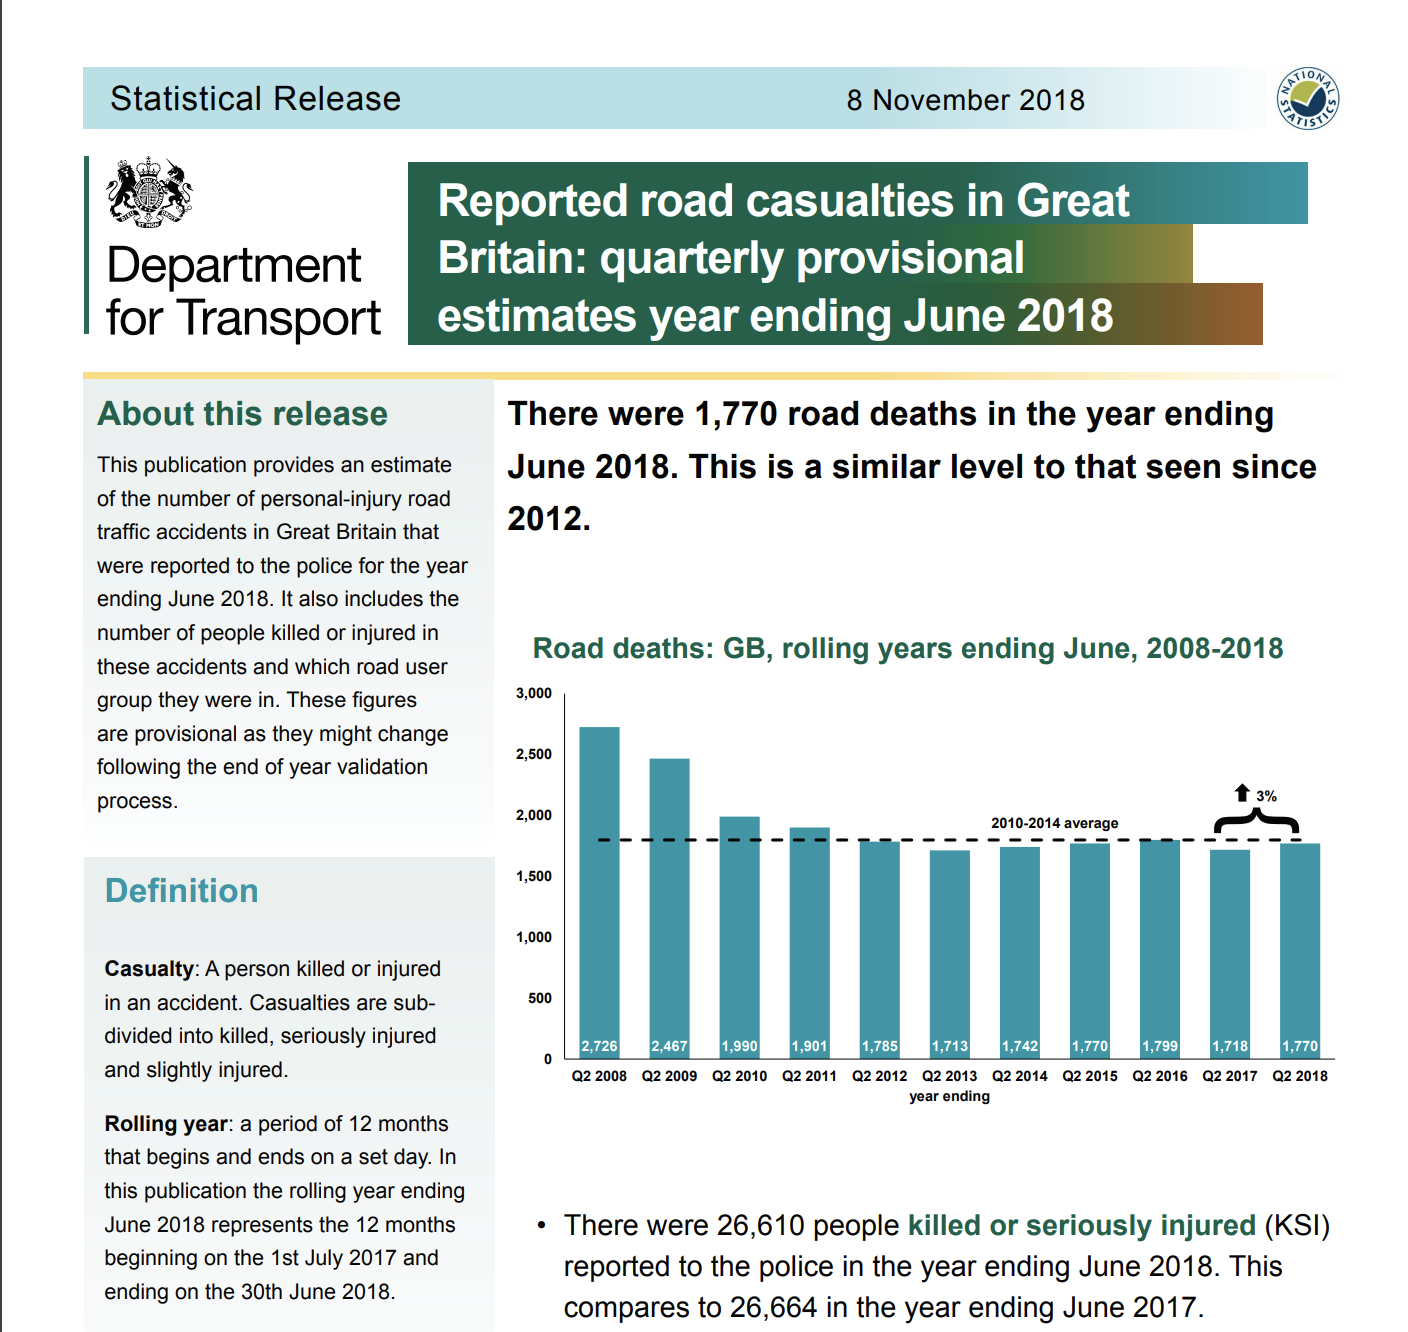 Statistical Release
8 November 2018
NATIONAL STATISTICS
Department
for Transport
Reported road casualties in Great
Britain: quarterly provisional
estimates year ending June 2018
About this release
This publication provides an estimate
of the number of personal-injury road
traffic accidents in Great Britain that
were reported to the police for the year
ending June 2018. It also includes the
number of people killed or injured in
these accidents and which road user
group they were in. These figures
are provisional as they might change
following the end of year validation
process.
Definition
Casualty: A person killed or injured
in an accident. Casualties are sub-
divided into killed, seriously injured
and slightly injured.
Rolling year: a period of 12 months
that begins and ends on a set day. In
this publication the rolling year ending
June 2018 represents the 12 months
beginning on the 1st July 2017 and
ending on the 30th June 2018.
There were 1,770 road deaths in the year ending
June 2018. This is a similar level to that seen since
2012.
Road deaths: GB, rolling years ending June, 2008-2018
3,000
2,500
2,000
1,500
1,000
500
0
2010-2014 average
3%
2,726 2,467 1,990 1,901 1,785 1,713 1,742 1,770 1,799 1,718 1,770
Q2 2008 Q2 2009 Q2 2010 Q2 2011 Q2 2012 Q2 2013 Q2 2014 Q2 2015 Q2 2016 Q2 2017 Q2 2018
year ending
• There were 26,610 people killed or seriously injured (KSI)
reported to the police in the year ending June 2018. This
compares to 26,664 in the year ending June 2017.